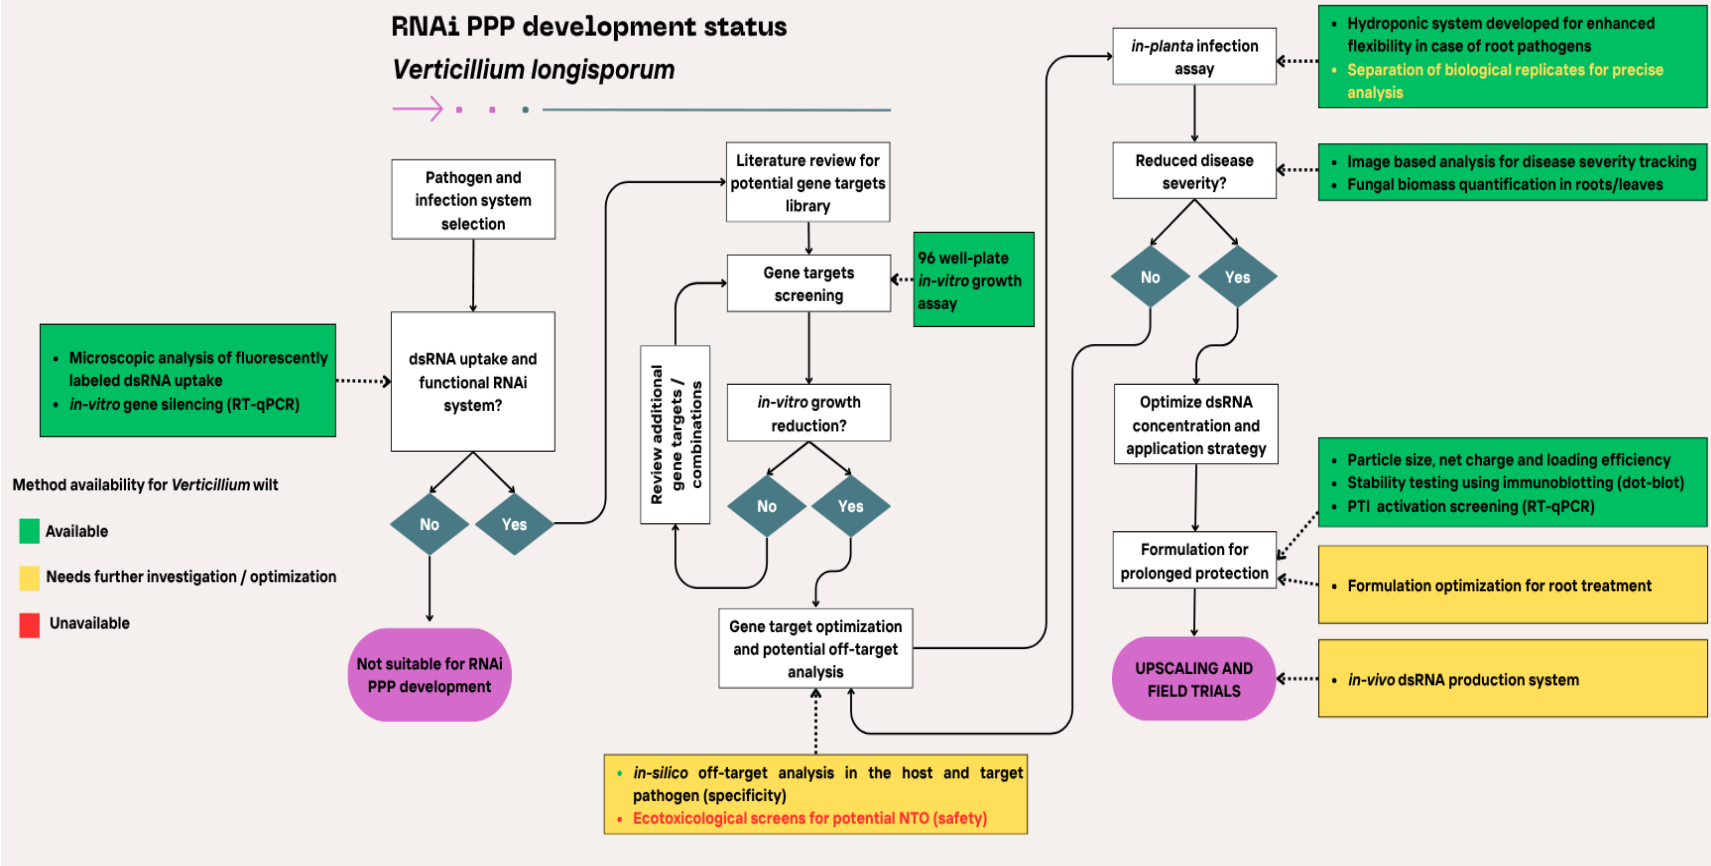 RNAi PPP development status
Verticillium longisporum
Pathogen and
infection system
selection
Microscopic analysis of fluorescently
labeled dsRNA uptake
in-vitro gene silencing (RT-qPCR)
dsRNA uptake and
functional RNAi
system?
No
Yes
Not suitable for RNAi
PPP development
Method availability for Verticillium wilt
Available
Needs further investigation / optimization
Unavailable
Literature review for
potential gene targets
library
Gene targets
screening
96 well-plate
in-vitro growth
assay
Review additional
gene targets /
combinations
in-vitro growth
reduction?
No
Yes
Gene target optimization
and potential off-target
analysis
in-silico off-target analysis in the host and target
pathogen (specificity)
Ecotoxicological screens for potential NTO (safety)
in-planta infection
assay
Hydroponic system developed for enhanced
flexibility in case of root pathogens
Separation of biological replicates for precise
analysis
Reduced disease
severity?
Image based analysis for disease severity tracking
Fungal biomass quantification in roots/leaves
No
Yes
Optimize dsRNA
concentration and
application strategy
Particle size, net charge and loading efficiency
Stability testing using immunoblotting (dot-blot)
PTI activation screening (RT-qPCR)
Formulation for
prolonged protection
Formulation optimization for root treatment
UPSCALING AND
FIELD TRIALS
in-vivo dsRNA production system